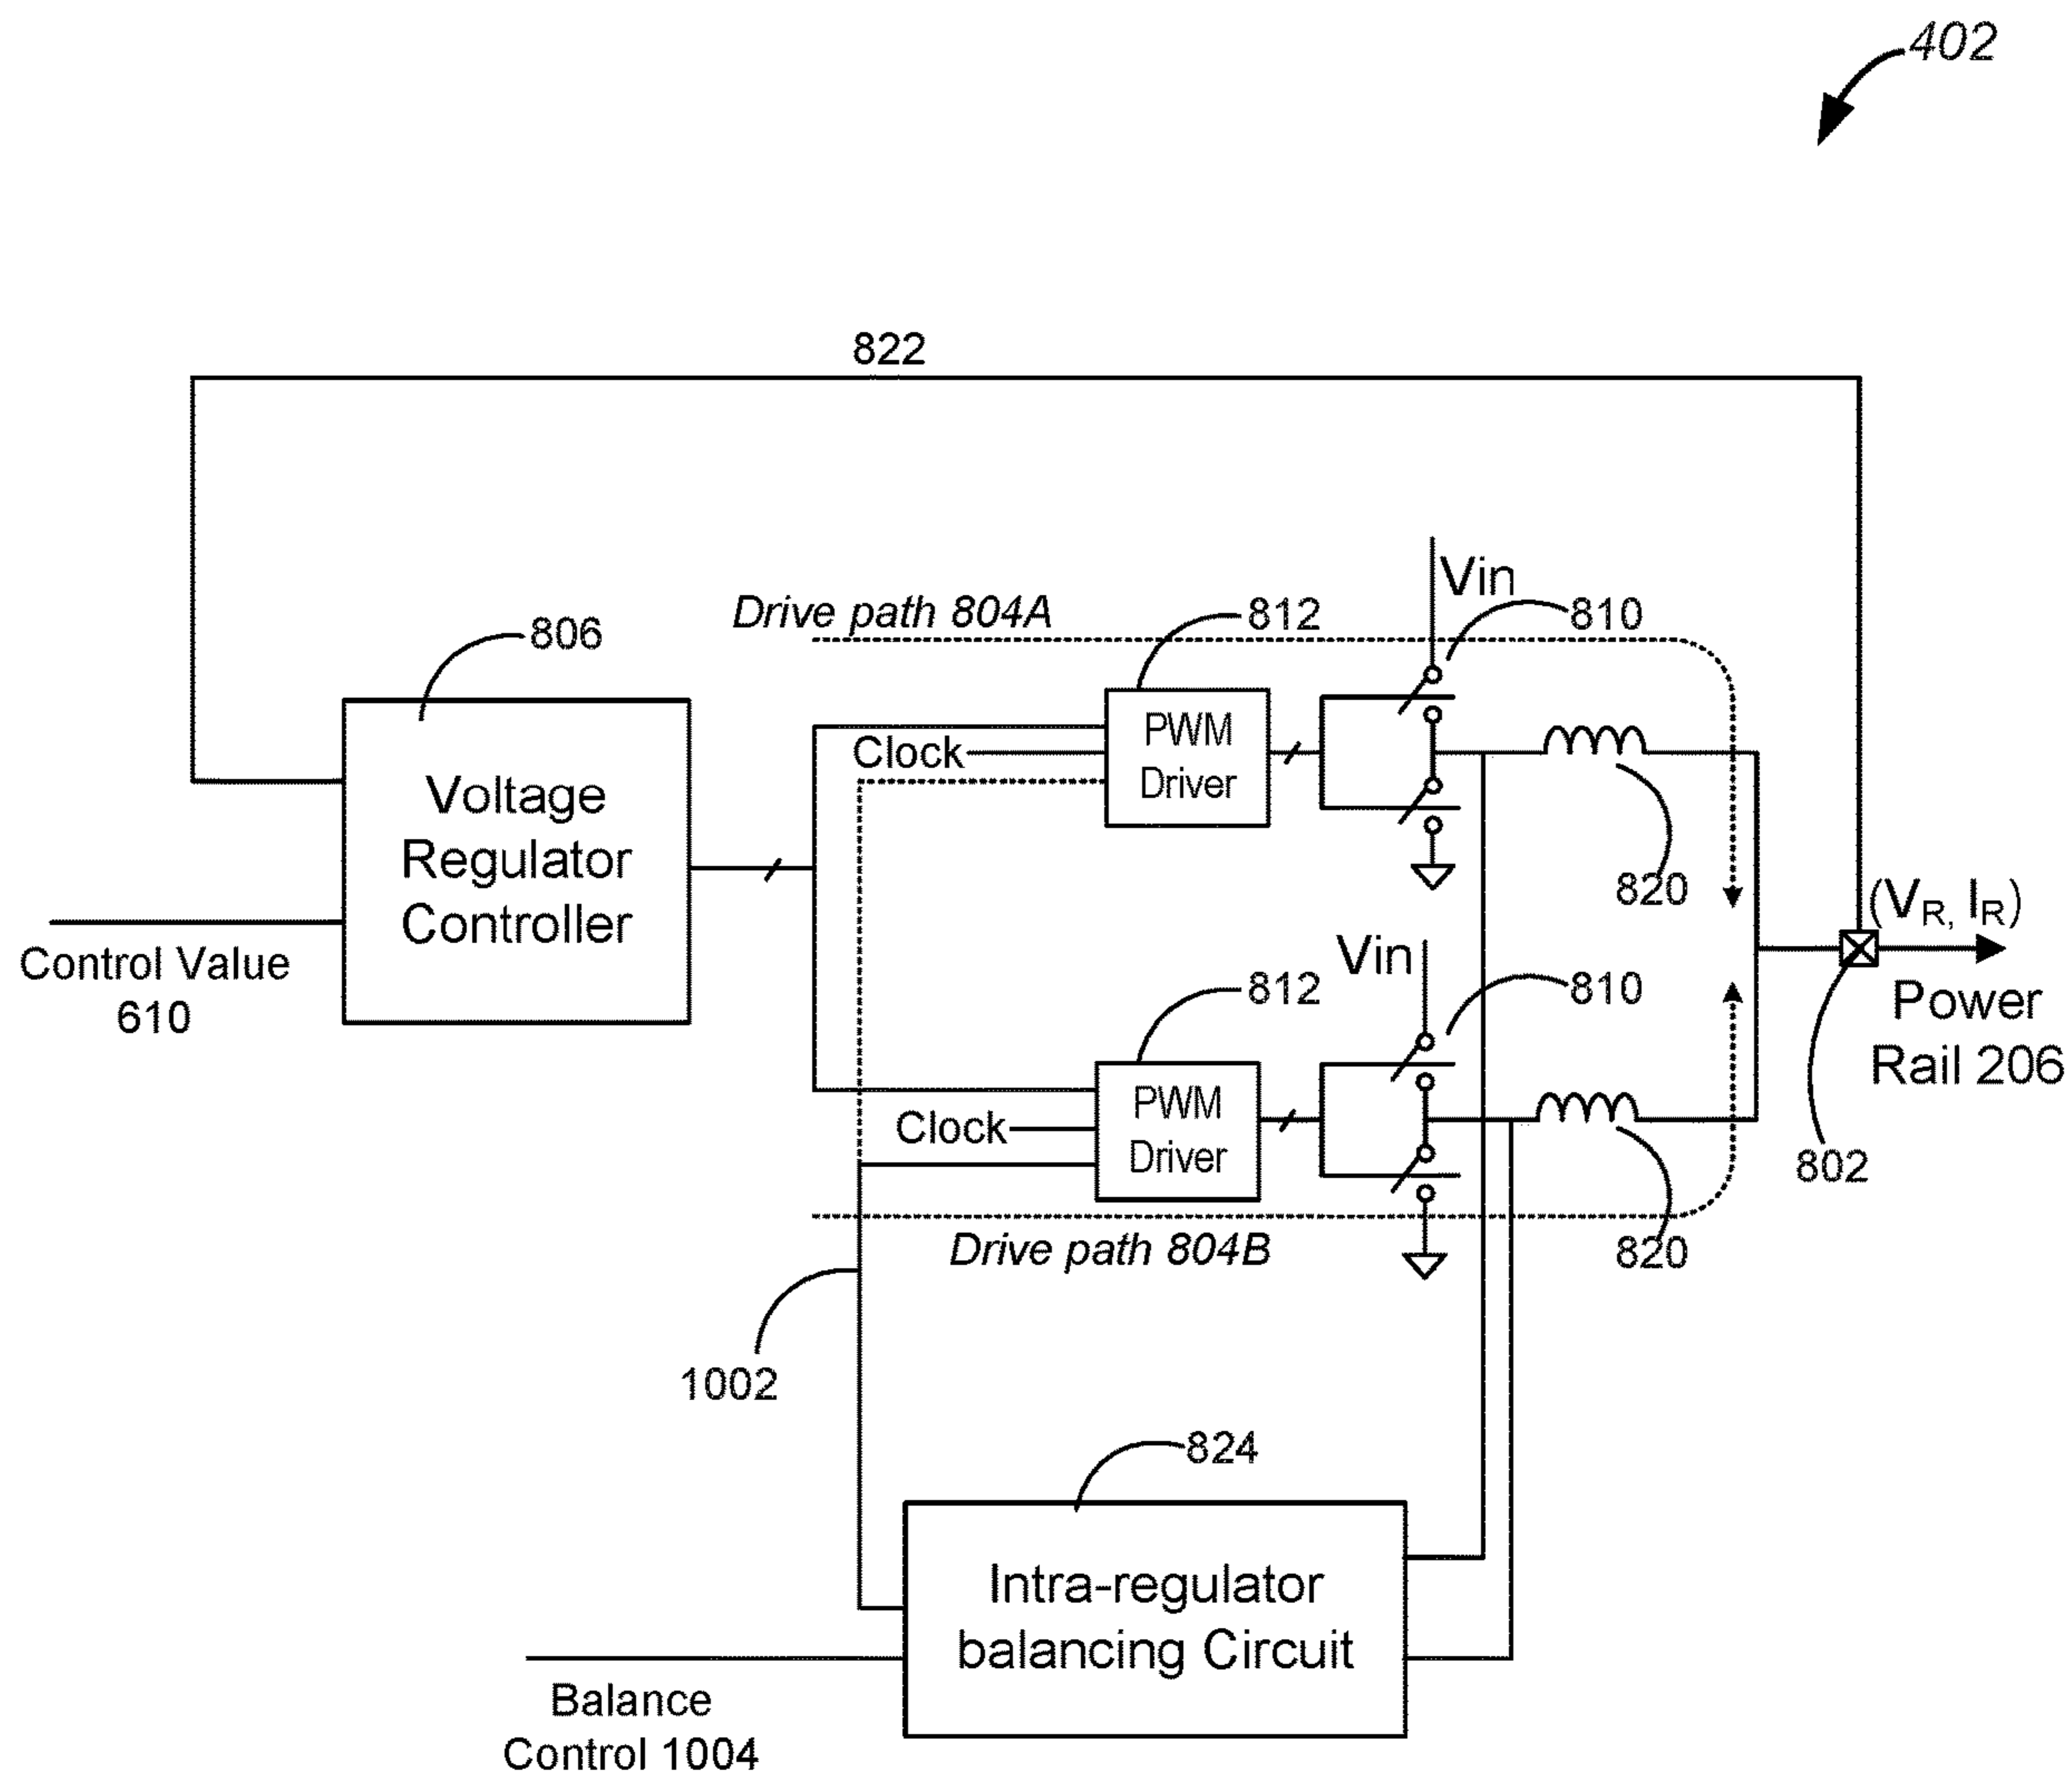 402
822
Vin
Drive path 804A
812
810
806
PWM
Driver
Clock
Voltage
Regulator
Controller
820
(VR, IR)
Control Value
610
Vin
812
810
Power
Rail 206
PWM
Driver
Clock
802
Drive path 804B
820
1002
824
Intra-regulator
balancing Circuit
Balance
Control 1004